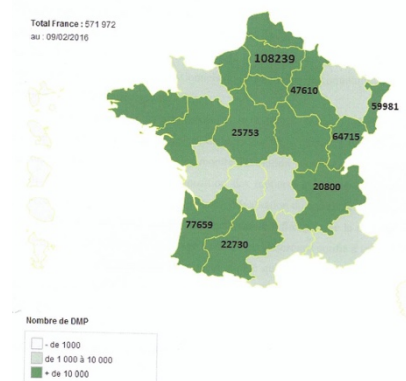 Total France : 571 972
au : 09/02/2016
108239
47610
59981
25753
64715
20800
77659
22730
Nombre de DMP
- de 1000
de 1 000 à 10 000
+ de 10 000